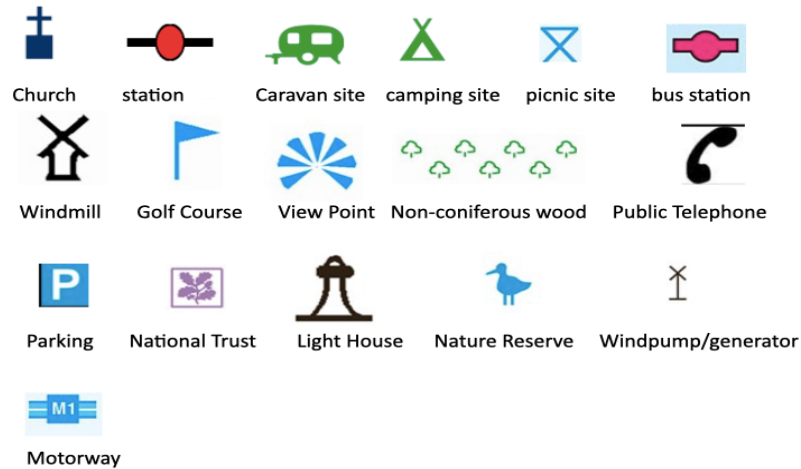 Church station Caravan site camping site picnic site bus station
Windmill Golf Course View Point Non-coniferous wood Public Telephone
P
Parking National Trust Light House Nature Reserve Windpump/generator
M1
Motorway